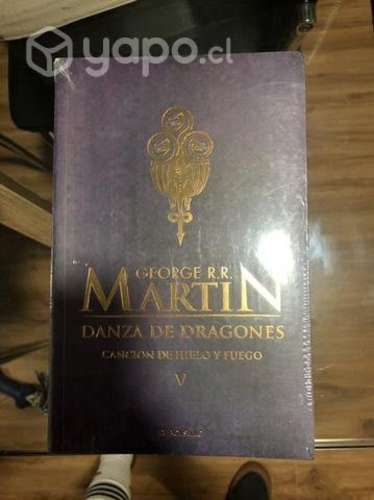 yapo.cl
GEORGE R.R.
MARTIN
DANZA DE DRAGONES
CANCION DE HIELO Y FUEGO
V